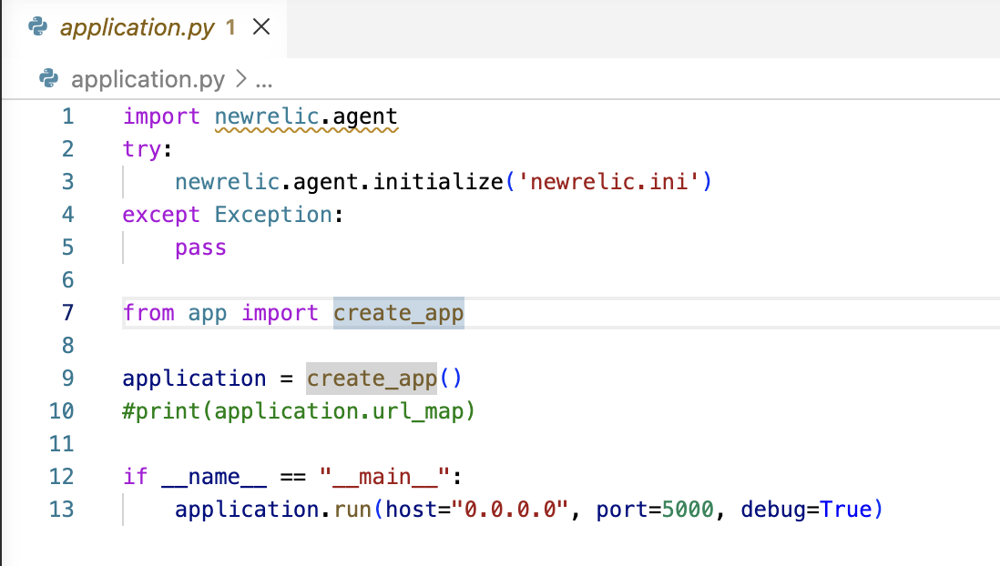 application.py 1 ×
application.py > ...
1 import newrelic.agent
2 try:
3     newrelic.agent.initialize('newrelic.ini')
4 except Exception:
5     pass
6
7 from app import create_app
8
9 application = create_app()
10 #print(application.url_map)
11
12 if __name__ == "__main__":
13     application.run(host="0.0.0.0", port=5000, debug=True)